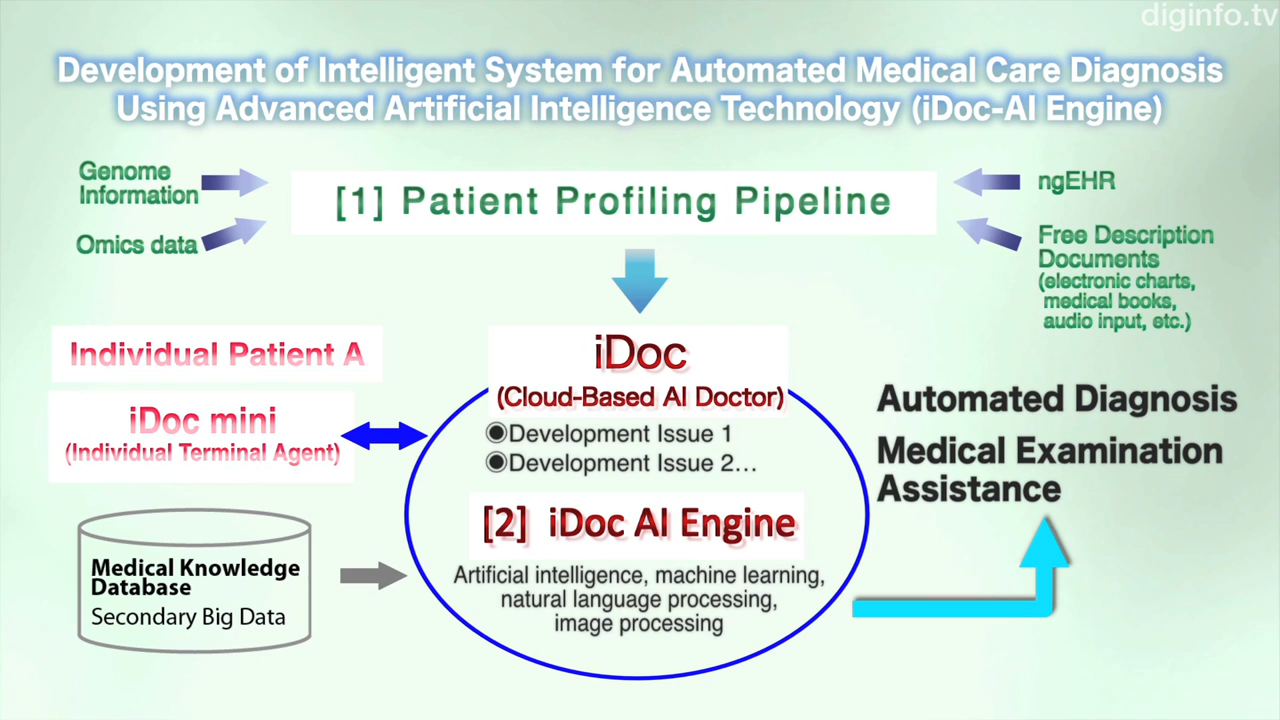 diginfo.tv
Development of Intelligent System for Automated Medical Care Diagnosis
Using Advanced Artificial Intelligence Technology (iDoc-AI Engine)
Genome
Information
Omics data
[1] Patient Profiling Pipeline
ngEHR
Free Description
Documents
(electronic charts,
medical books,
audio input, etc.)
Individual Patient A
iDoc mini
(Individual Terminal Agent)
iDoc
(Cloud-Based AI Doctor)
◉Development Issue 1
◉Development Issue 2…
[2] iDoc AI Engine
Artificial intelligence, machine learning,
natural language processing,
image processing
Medical Knowledge
Database
Secondary Big Data
Automated Diagnosis
Medical Examination
Assistance